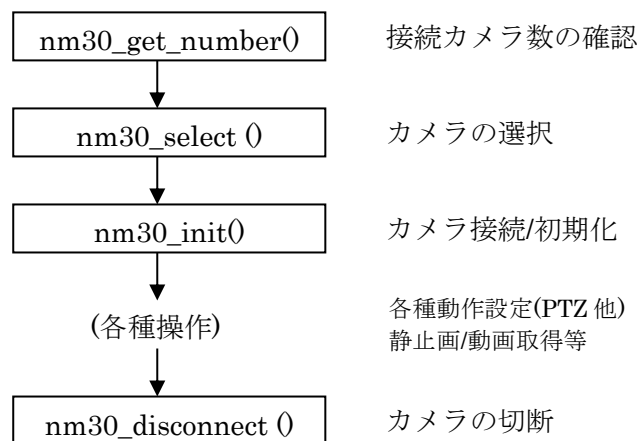 nm30_get_number() 接続カメラ数の確認
nm30_select () カメラの選択
nm30_init() カメラ接続/初期化
(各種操作) 各種動作設定(PTZ 他)
静止画/動画取得等
nm30_disconnect () カメラの切断